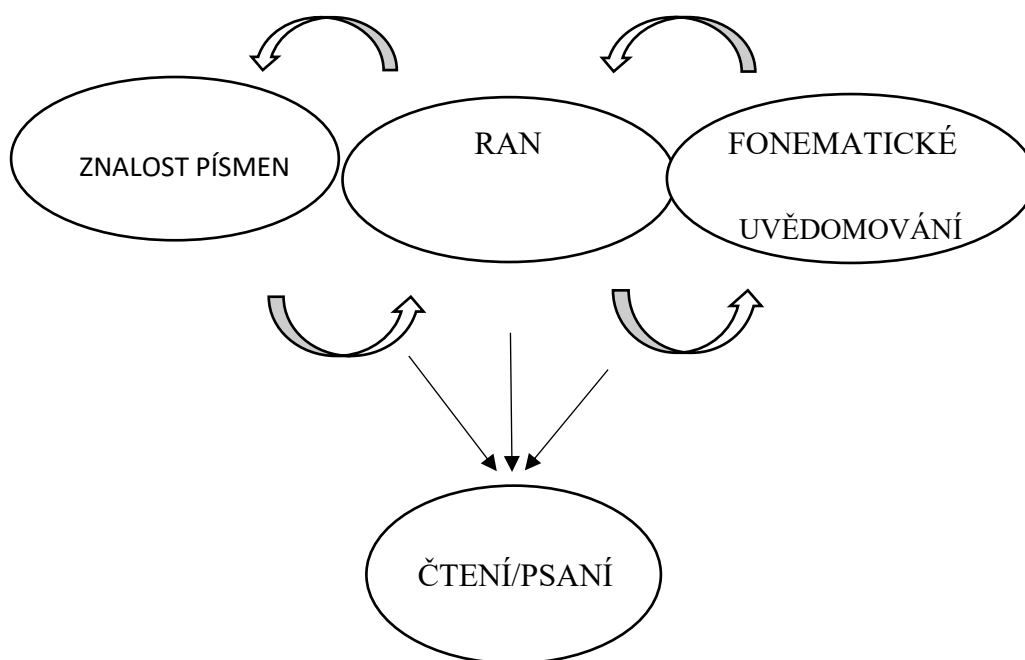 ZNALOST PÍSMEN
RAN
FONEMATICKÉ
UVĚDOMOVÁNÍ
ČTENÍ/PSANÍ